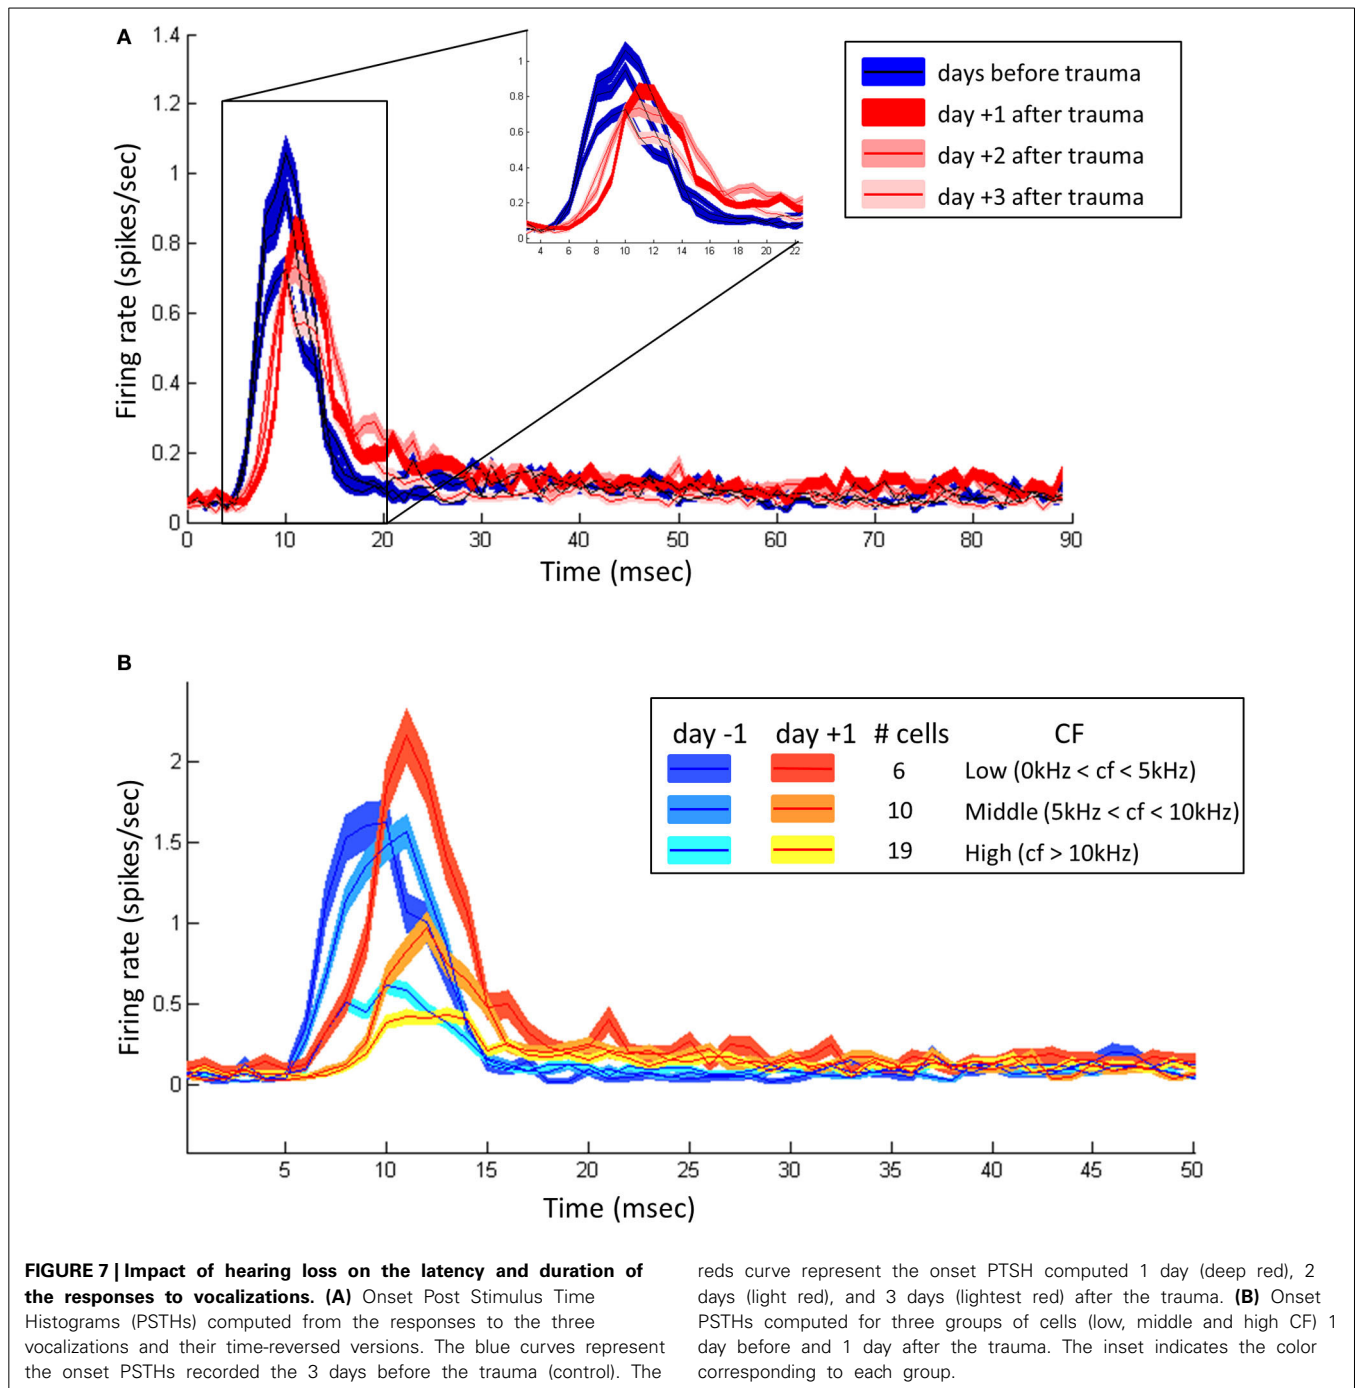 A
1.4
1.2
1
0.8
0.6
0.4
0.2
0
Firing rate (spikes/sec)
0 10 20 30 40 50 60 70 80 90
Time (msec)
1
0.8
0.6
0.4
0.2
0
4 6 8 10 12 14 16 18 20 22
days before trauma
day +1 after trauma
day +2 after trauma
day +3 after trauma
B
2
1.5
1
0.5
0
Firing rate (spikes/sec)
5 10 15 20 25 30 35 40 45 50
Time (msec)
day -1 day +1 # cells CF
6 Low (0kHz < cf < 5kHz)
10 Middle (5kHz < cf < 10kHz)
19 High (cf > 10kHz)
FIGURE 7 | Impact of hearing loss on the latency and duration of
the responses to vocalizations. (A) Onset Post Stimulus Time
Histograms (PSTHs) computed from the responses to the three
vocalizations and their time-reversed versions. The blue curves represent
the onset PSTHs recorded the 3 days before the trauma (control). The
reds curve represent the onset PTSH computed 1 day (deep red), 2
days (light red), and 3 days (lightest red) after the trauma. (B) Onset
PSTHs computed for three groups of cells (low, middle and high CF) 1
day before and 1 day after the trauma. The inset indicates the color
corresponding to each group.